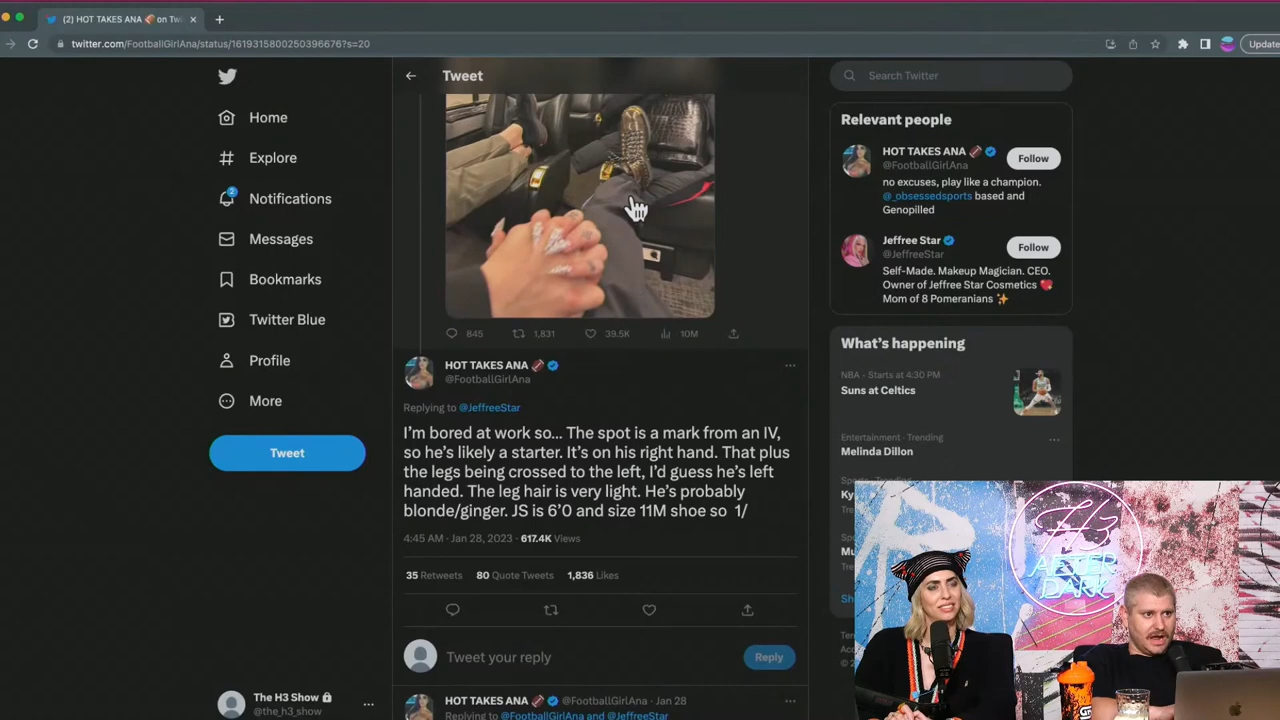 (2) HOT TAKES ANA 🏈 on Twi
twitter.com/FootballGirlAna/status/1619315800250396676?s=20
Update
Home
Explore
2
Notifications
Messages
Bookmarks
Twitter Blue
Profile
More
Tweet
The H3 Show
@the_h3_show
Tweet
845
1,831
39.5K
10M
HOT TAKES ANA 🏈
@FootballGirlAna
Replying to @JeffreeStar
I'm bored at work so... The spot is a mark from an IV,
so he's likely a starter. It's on his right hand. That plus
the legs being crossed to the left, I'd guess he's left
handed. The leg hair is very light. He's probably
blonde/ginger. JS is 6'0 and size 11M shoe so 1/
4:45 AM · Jan 28, 2023 · 617.4K Views
35 Retweets 80 Quote Tweets 1,836 Likes
Tweet your reply
Reply
HOT TAKES ANA 🏈 @FootballGirlAna · Jan 28
Replying to @FootballGirlAna and @JeffreeStar
Search Twitter
Relevant people
HOT TAKES ANA 🏈
@FootballGirlAna
Follow
no excuses, play like a champion.
@_obsessedsports based and
Genopilled
Jeffree Star
@JeffreeStar
Follow
Self-Made. Makeup Magician. CEO.
Owner of Jeffree Star Cosmetics 💖
Mom of 8 Pomeranians ✨
What's happening
NBA · Starts at 4:30 PM
Suns at Celtics
Entertainment · Trending
Melinda Dillon
H3
AFTER
DARK